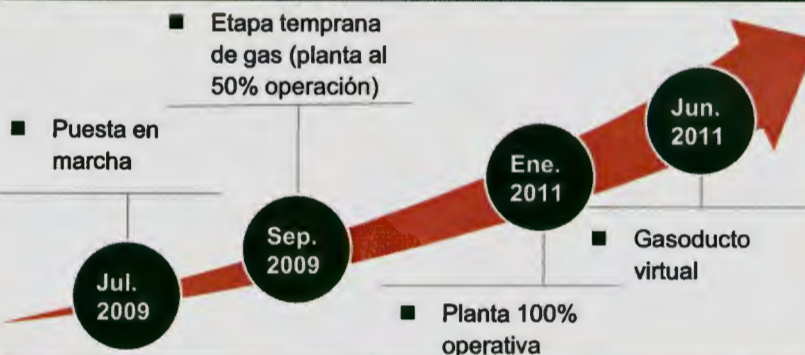 ■ Etapa temprana
de gas (planta al
50% operación)
■ Puesta en
marcha
Jul.
2009
Sep.
2009
Ene.
2011
Jun.
2011
■ Gasoducto
virtual
■ Planta 100%
operativa